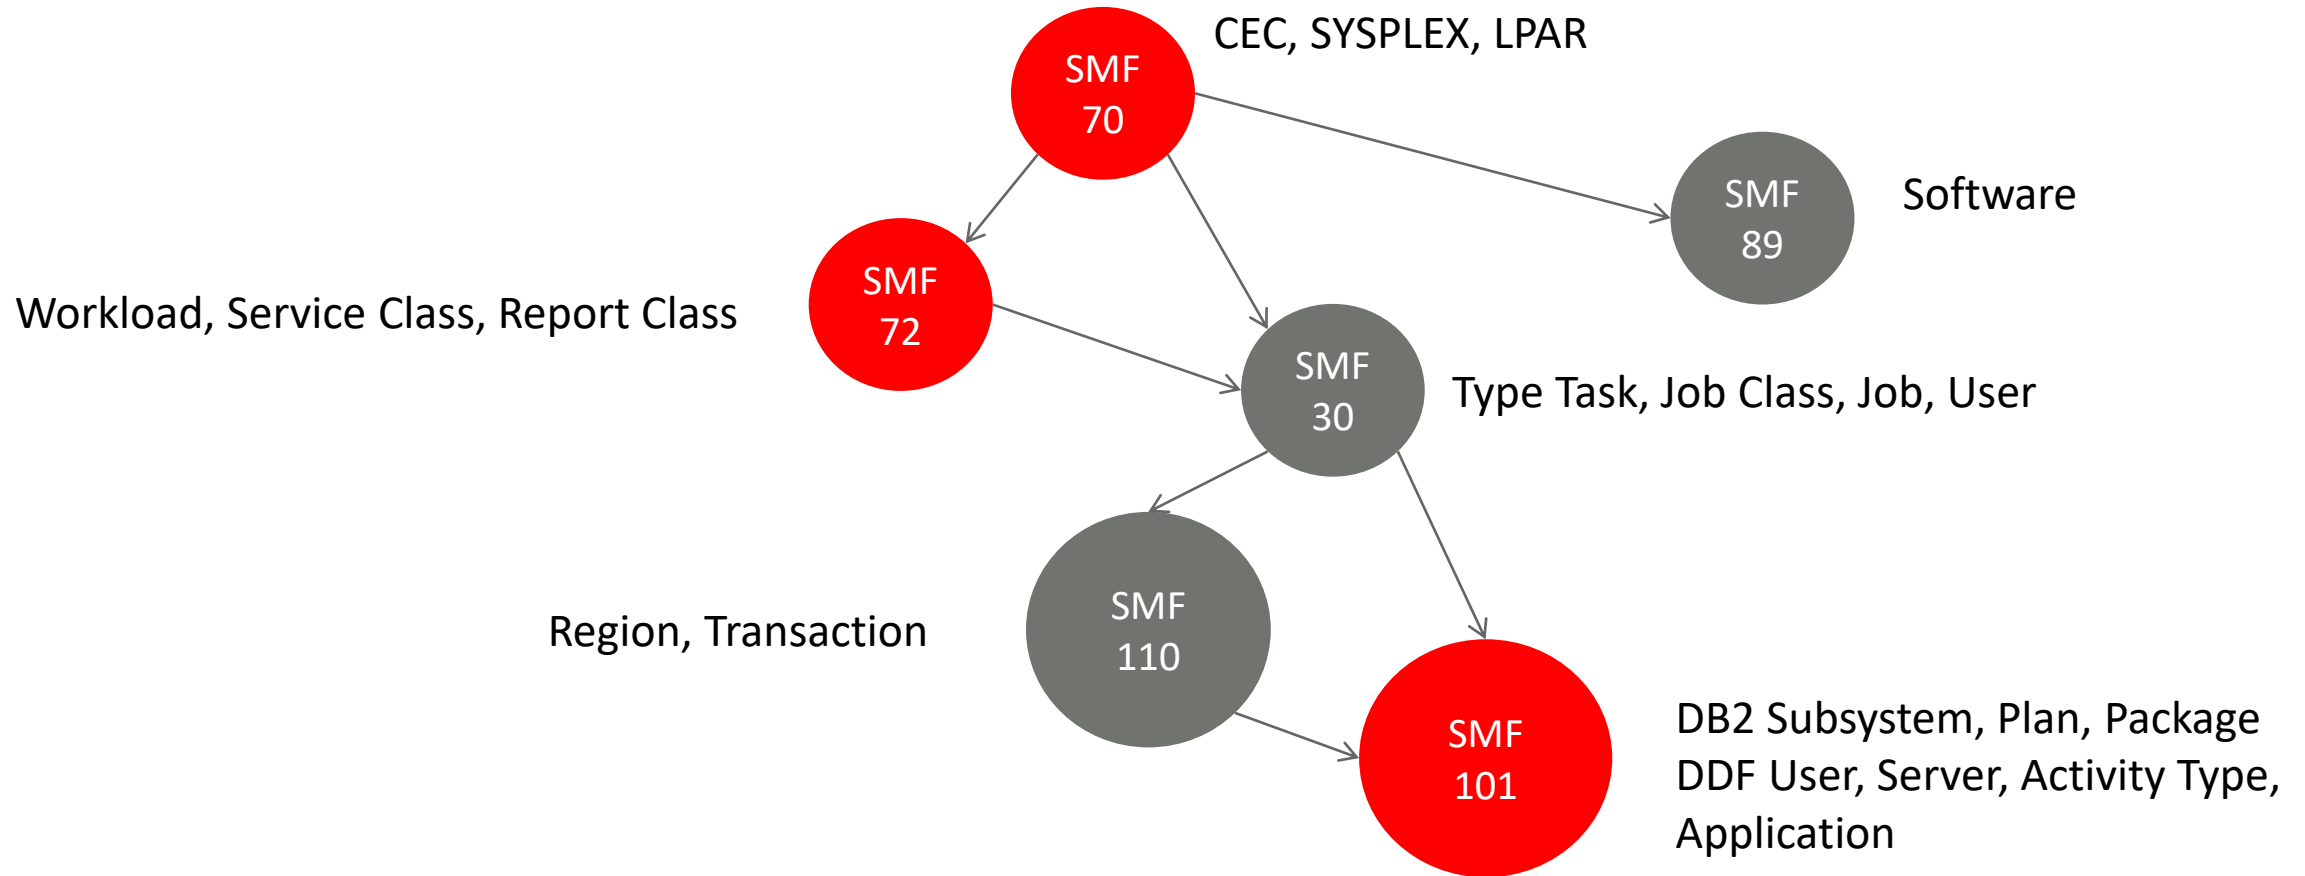 CEC, SYSPLEX, LPAR
SMF
70
SMF
89
Software
SMF
72
Workload, Service Class, Report Class
SMF
30
Type Task, Job Class, Job, User
SMF
110
Region, Transaction
SMF
101
DB2 Subsystem, Plan, Package
DDF User, Server, Activity Type,
Application